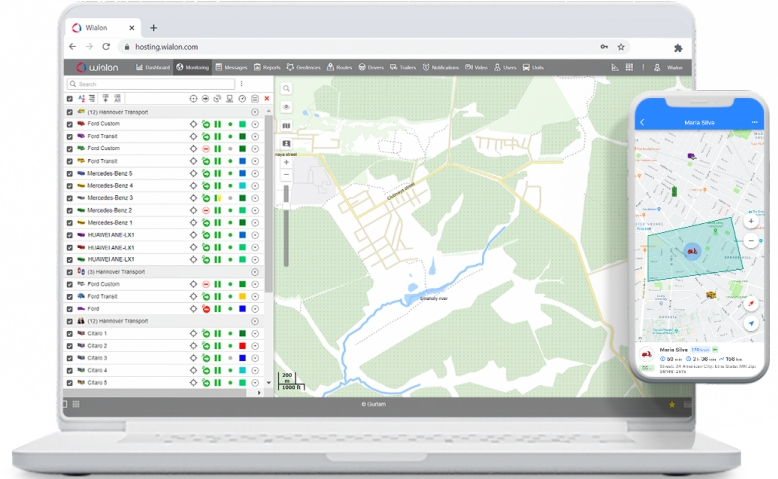 Wialon
hosting.wialon.com
wialon
Dashboard Monitoring Messages Reports Geofences Routes Drivers Trailers Notifications Video Users Units Wialon
Search
(12) Hannover Transport
Ford Custom
Ford Transit
Ford Custom
Ford Transit
Mercedes-Benz 5
Mercedes-Benz 4
Mercedes-Benz 3
Mercedes-Benz 2
Mercedes-Benz 1
HUAWEI ANE-LX1
HUAWEI ANE-LX1
HUAWEI ANE-LX1
(3) Hannover Transport
Ford Custom
Ford Transit
Ford
(12) Hannover Transport
Citaro 1
Citaro 2
Citaro 3
Citaro 4
Citaro 5
naya street
200
m
1000 ft
© Gurtam
Maria Silva
Maria Silva